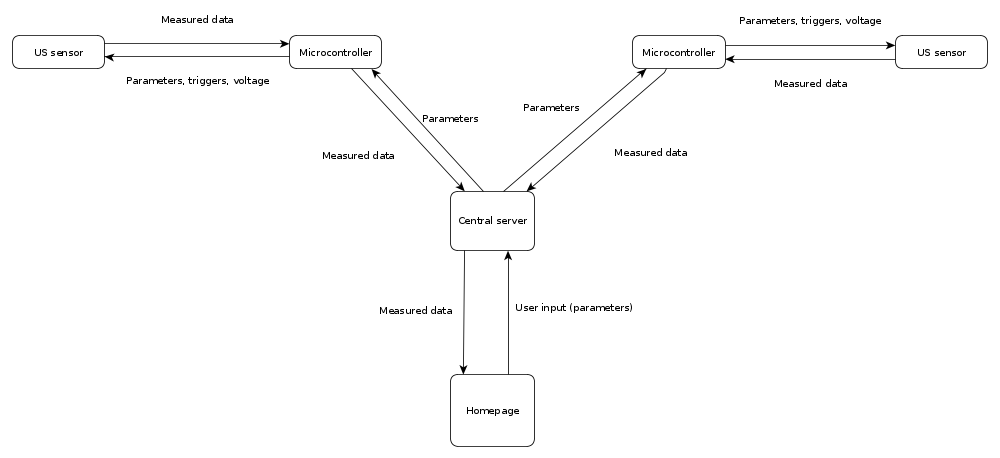 Measured data
Parameters, triggers, voltage
US sensor
Microcontroller
Microcontroller
US sensor
Parameters, triggers, voltage
Measured data
Parameters
Parameters
Measured data
Measured data
Central server
Measured data
User input (parameters)
Homepage